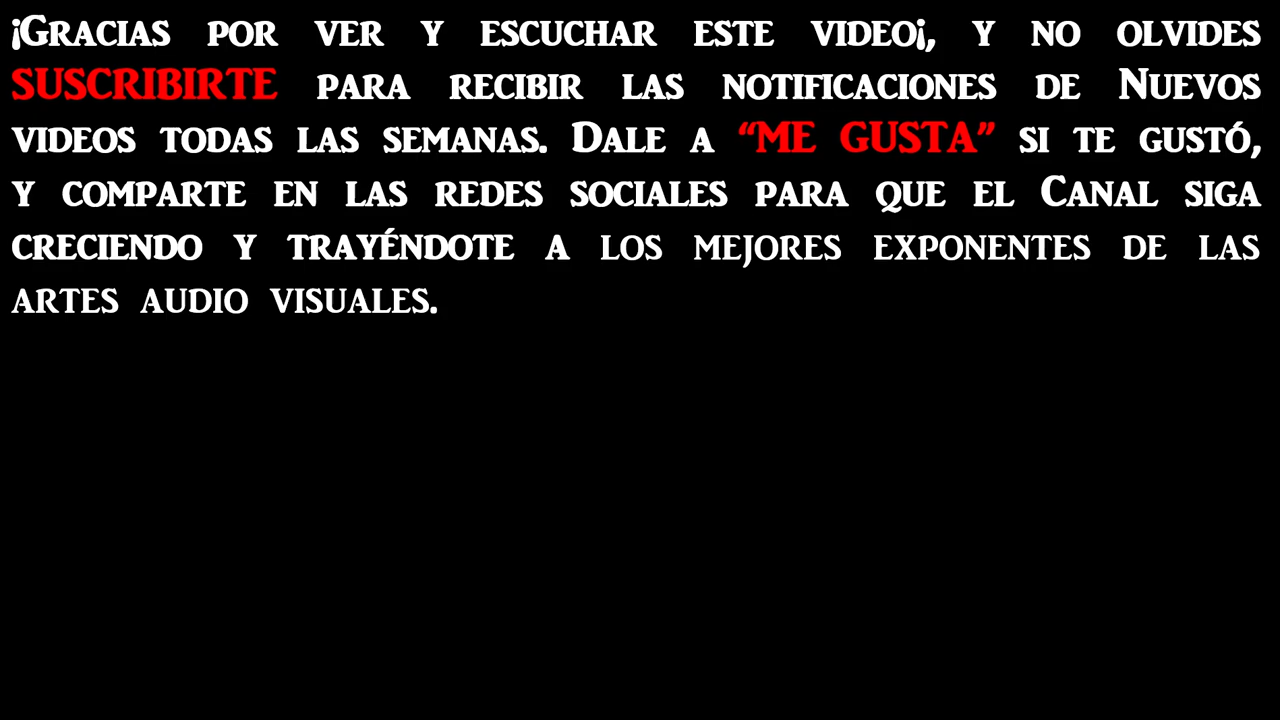 ¡Gracias por ver y escuchar este video¡, y no olvides
SUSCRIBIRTE para recibir las notificaciones de Nuevos
videos todas las semanas. Dale a “ME GUSTA” si te gustó,
y comparte en las redes sociales para que el Canal siga
creciendo y trayéndote a los mejores exponentes de las
artes audio visuales.